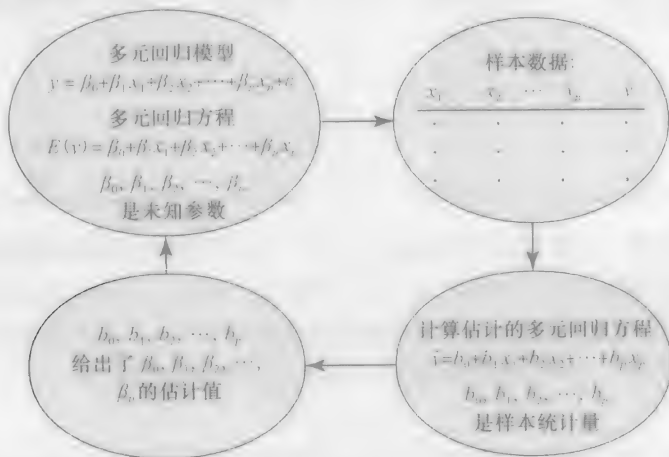 多元回归模型
y = β₀+β₁x₁+β₂x₂+⋯+βₚxₚ+ε
多元回归方程
E(y) = β₀+β₁x₁+β₂x₂+⋯+βₚxₚ
β₀, β₁, β₂, ⋯, βₚ
是未知参数
样本数据:
x₁ x₂ ⋯ xₚ y
计算估计的多元回归方程
ŷ=b₀+b₁x₁+b₂x₂+⋯+bₚxₚ
b₀, b₁, b₂, ⋯, bₚ
是样本统计量
b₀, b₁, b₂, ⋯, bₚ
给出了 β₀, β₁, β₂, ⋯,
βₚ的估计值